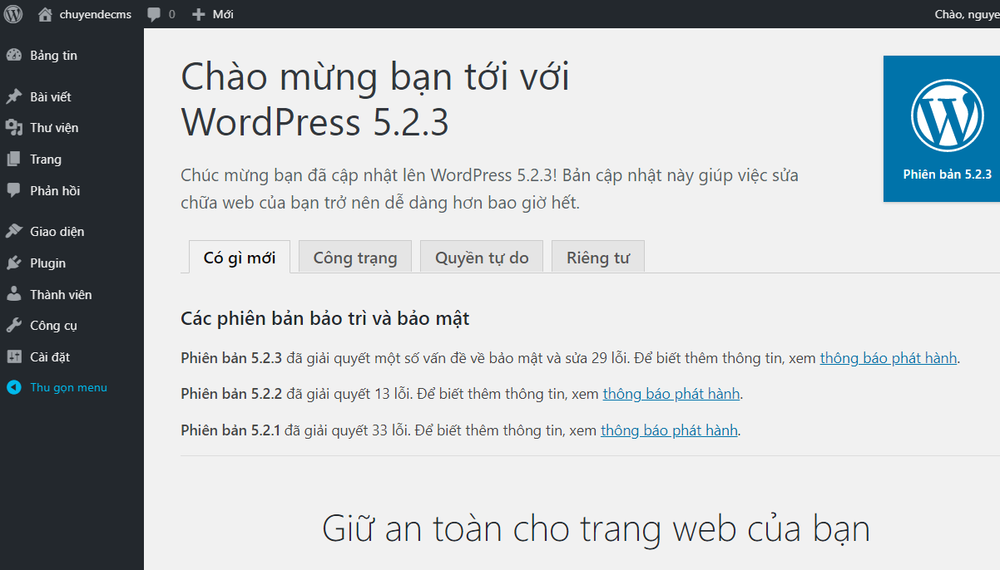 chuyendecms 0 Mới Chào, nguye
Bảng tin
Bài viết
Thư viện
Trang
Phản hồi
Giao diện
Plugin
Thành viên
Công cụ
Cài đặt
Thu gọn menu
Chào mừng bạn tới với
WordPress 5.2.3
Chúc mừng bạn đã cập nhật lên WordPress 5.2.3! Bản cập nhật này giúp việc sửa
chữa web của bạn trở nên dễ dàng hơn bao giờ hết.
Phiên bản 5.2.3
Có gì mới Công trạng Quyền tự do Riêng tư
Các phiên bản bảo trì và bảo mật
Phiên bản 5.2.3 đã giải quyết một số vấn đề về bảo mật và sửa 29 lỗi. Để biết thêm thông tin, xem thông báo phát hành.
Phiên bản 5.2.2 đã giải quyết 13 lỗi. Để biết thêm thông tin, xem thông báo phát hành.
Phiên bản 5.2.1 đã giải quyết 33 lỗi. Để biết thêm thông tin, xem thông báo phát hành.
Giữ an toàn cho trang web của bạn